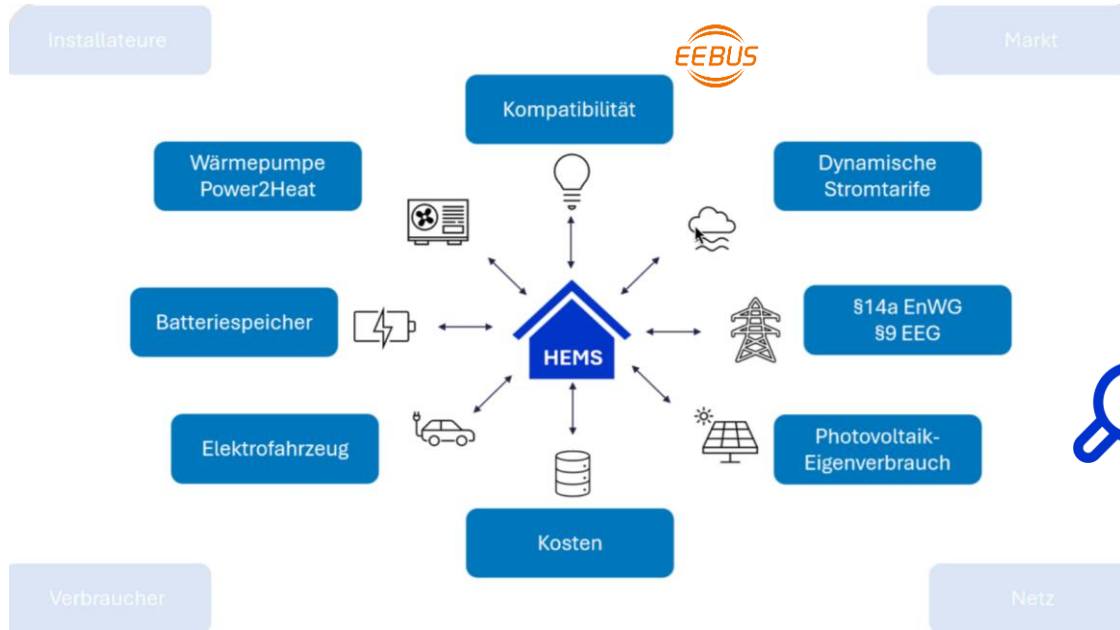 Installateure
Markt
EEBUS
Kompatibilität
Wärmepumpe
Power2Heat
Dynamische
Stromtarife
Batteriespeicher
HEMS
§14a EnWG
§9 EEG
Elektrofahrzeug
Photovoltaik-
Eigenverbrauch
Kosten
Verbraucher
Netz